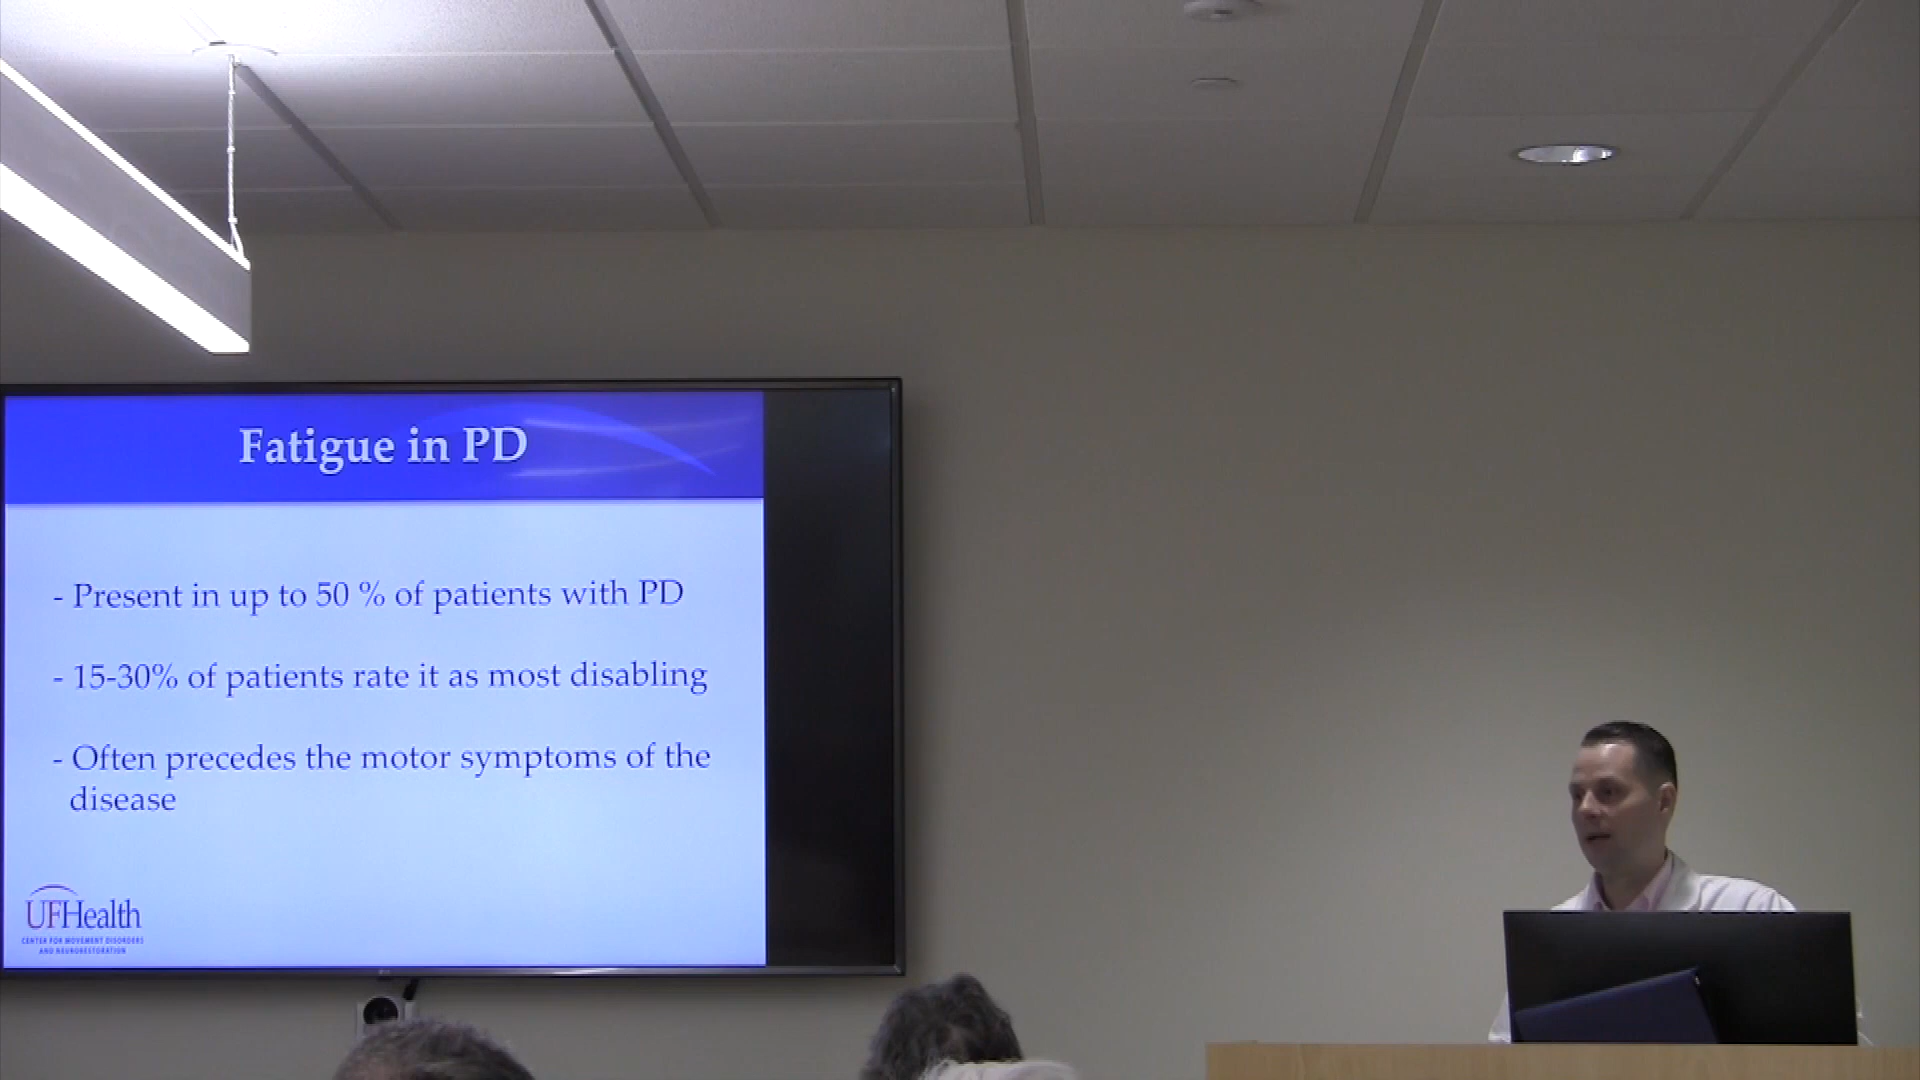 Fatigue in PD
- Present in up to 50 % of patients with PD
- 15-30% of patients rate it as most disabling
- Often precedes the motor symptoms of the
disease
UFHealth
CENTER FOR MOVEMENT DISORDERS
AND NEURORESTORATION